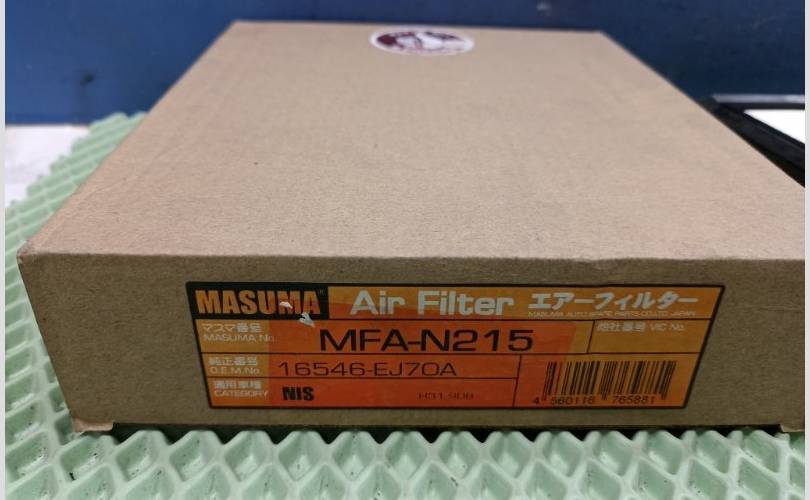 MASUMA® Air Filter エアーフィルター
MASUMA AUTO SPARE PARTS CO.,LTD. JAPAN
マスマ番号
MASUMA No.
MFA-N215
他社番号 VIC No.
純正番号
O.E.M.No.
16546-EJ70A
適用車種
CATEGORY
NIS
4 560116 765881